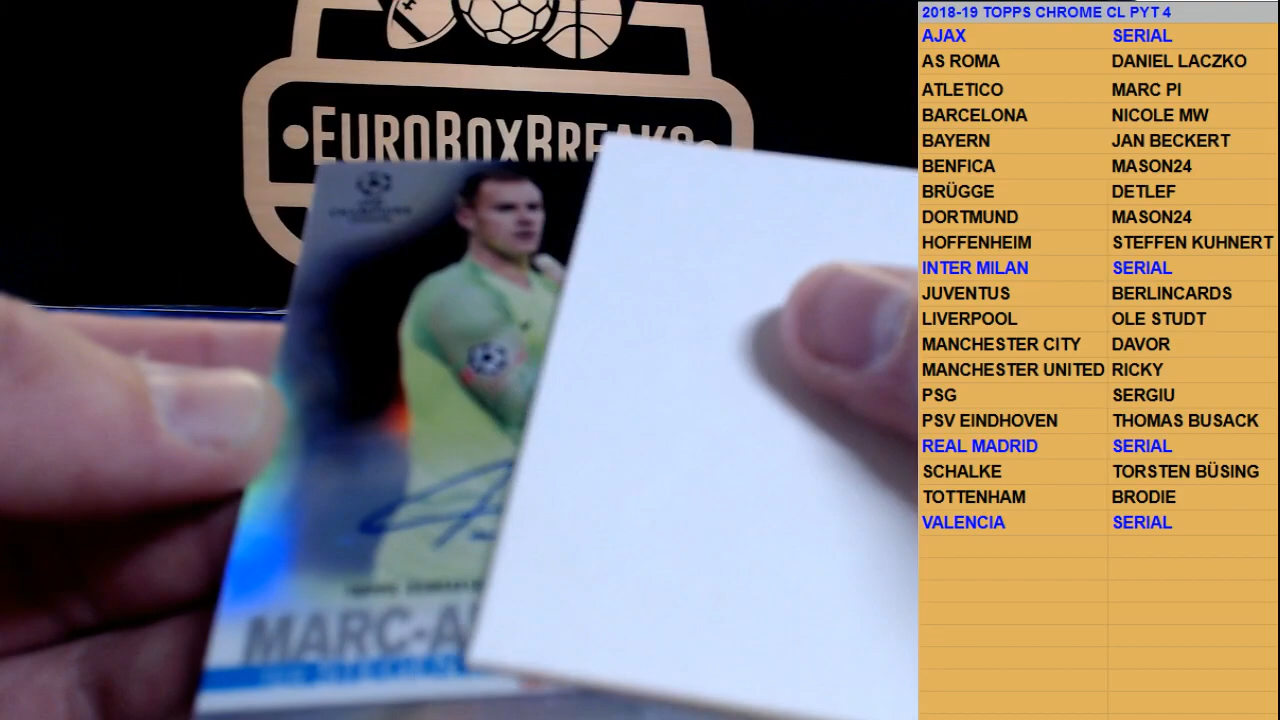 EUROBOXBREAKS
CHAMPIONS
MARC-A
STEGEN
2018-19 TOPPS CHROME CL PYT 4
AJAX SERIAL
AS ROMA DANIEL LACZKO
ATLETICO MARC PI
BARCELONA NICOLE MW
BAYERN JAN BECKERT
BENFICA MASON24
BRÜGGE DETLEF
DORTMUND MASON24
HOFFENHEIM STEFFEN KUHNERT
INTER MILAN SERIAL
JUVENTUS BERLINCARDS
LIVERPOOL OLE STUDT
MANCHESTER CITY DAVOR
MANCHESTER UNITED RICKY
PSG SERGIU
PSV EINDHOVEN THOMAS BUSACK
REAL MADRID SERIAL
SCHALKE TORSTEN BÜSING
TOTTENHAM BRODIE
VALENCIA SERIAL